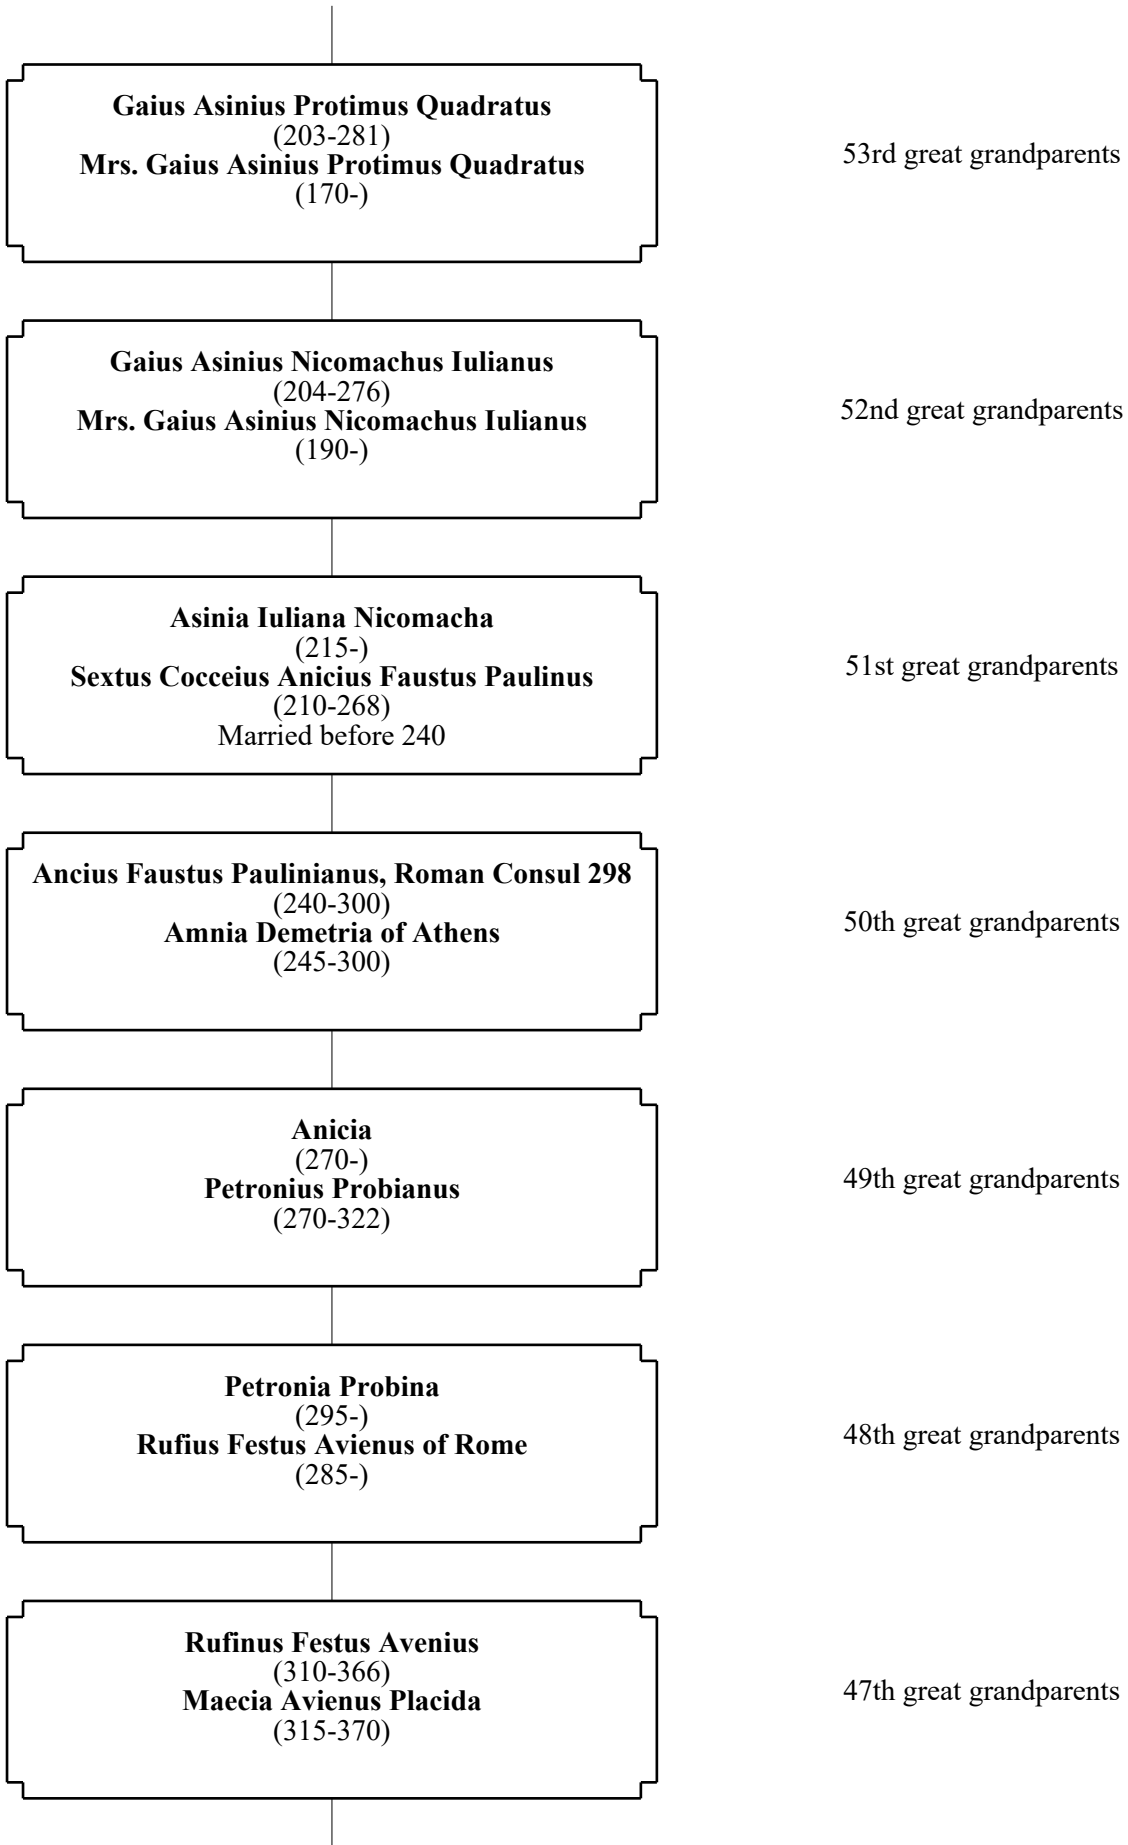 Gaius Asinius Protimus Quadratus
(203-281)
Mrs. Gaius Asinius Protimus Quadratus
(170-)
53rd great grandparents
Gaius Asinius Nicomachus Iulianus
(204-276)
Mrs. Gaius Asinius Nicomachus Iulianus
(190-)
52nd great grandparents
Asinia Iuliana Nicomacha
(215-)
Sextus Cocceius Anicius Faustus Paulinus
(210-268)
Married before 240
51st great grandparents
Ancius Faustus Paulinianus, Roman Consul 298
(240-300)
Amnia Demetria of Athens
(245-300)
50th great grandparents
Anicia
(270-)
Petronius Probianus
(270-322)
49th great grandparents
Petronia Probina
(295-)
Rufius Festus Avienus of Rome
(285-)
48th great grandparents
Rufinus Festus Avenius
(310-366)
Maecia Avienus Placida
(315-370)
47th great grandparents